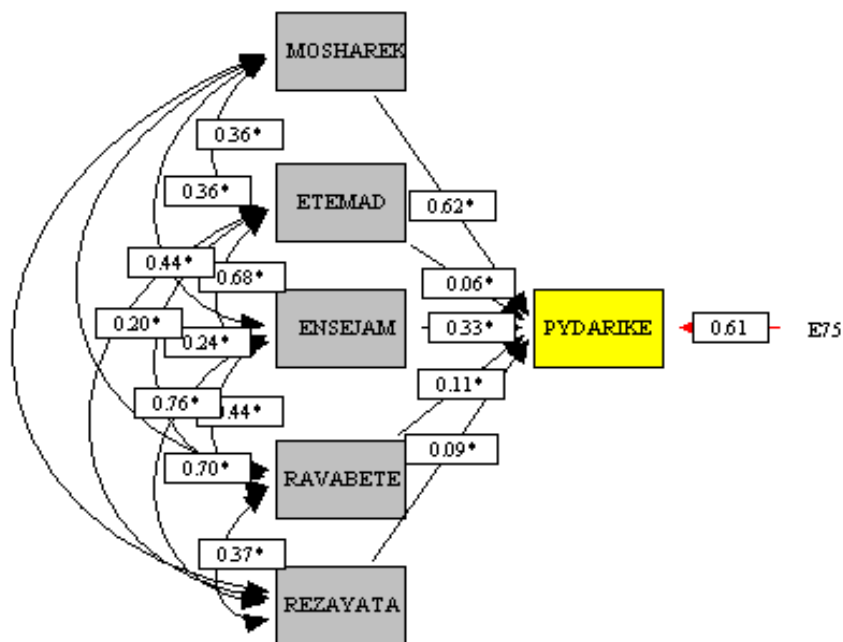 MOSHAREK
0.36*
0.36*
ETEMAD
0.62*
0.44*
0.68*
0.06*
0.20*
0.24*
ENSEJAM
0.33*
PYDARIKE
0.61
E75
0.76*
0.44*
0.11*
0.70*
RAVABETE
0.09*
0.37*
REZAYATA